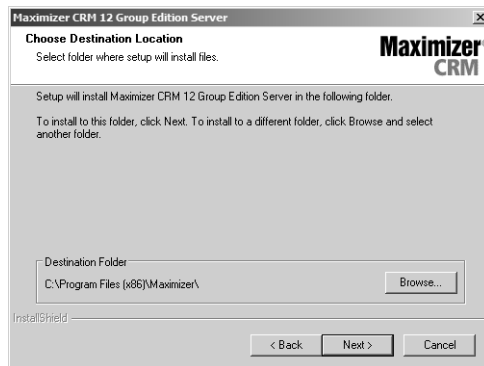 Maximizer CRM 12 Group Edition Server
Choose Destination Location
Select folder where setup will install files.
Maximizer
CRM
Setup will install Maximizer CRM 12 Group Edition Server in the following folder.
To install to this folder, click Next. To install to a different folder, click Browse and select
another folder.
Destination Folder
C:\Program Files (x86)\Maximizer\
Browse...
InstallShield
< Back
Next >
Cancel